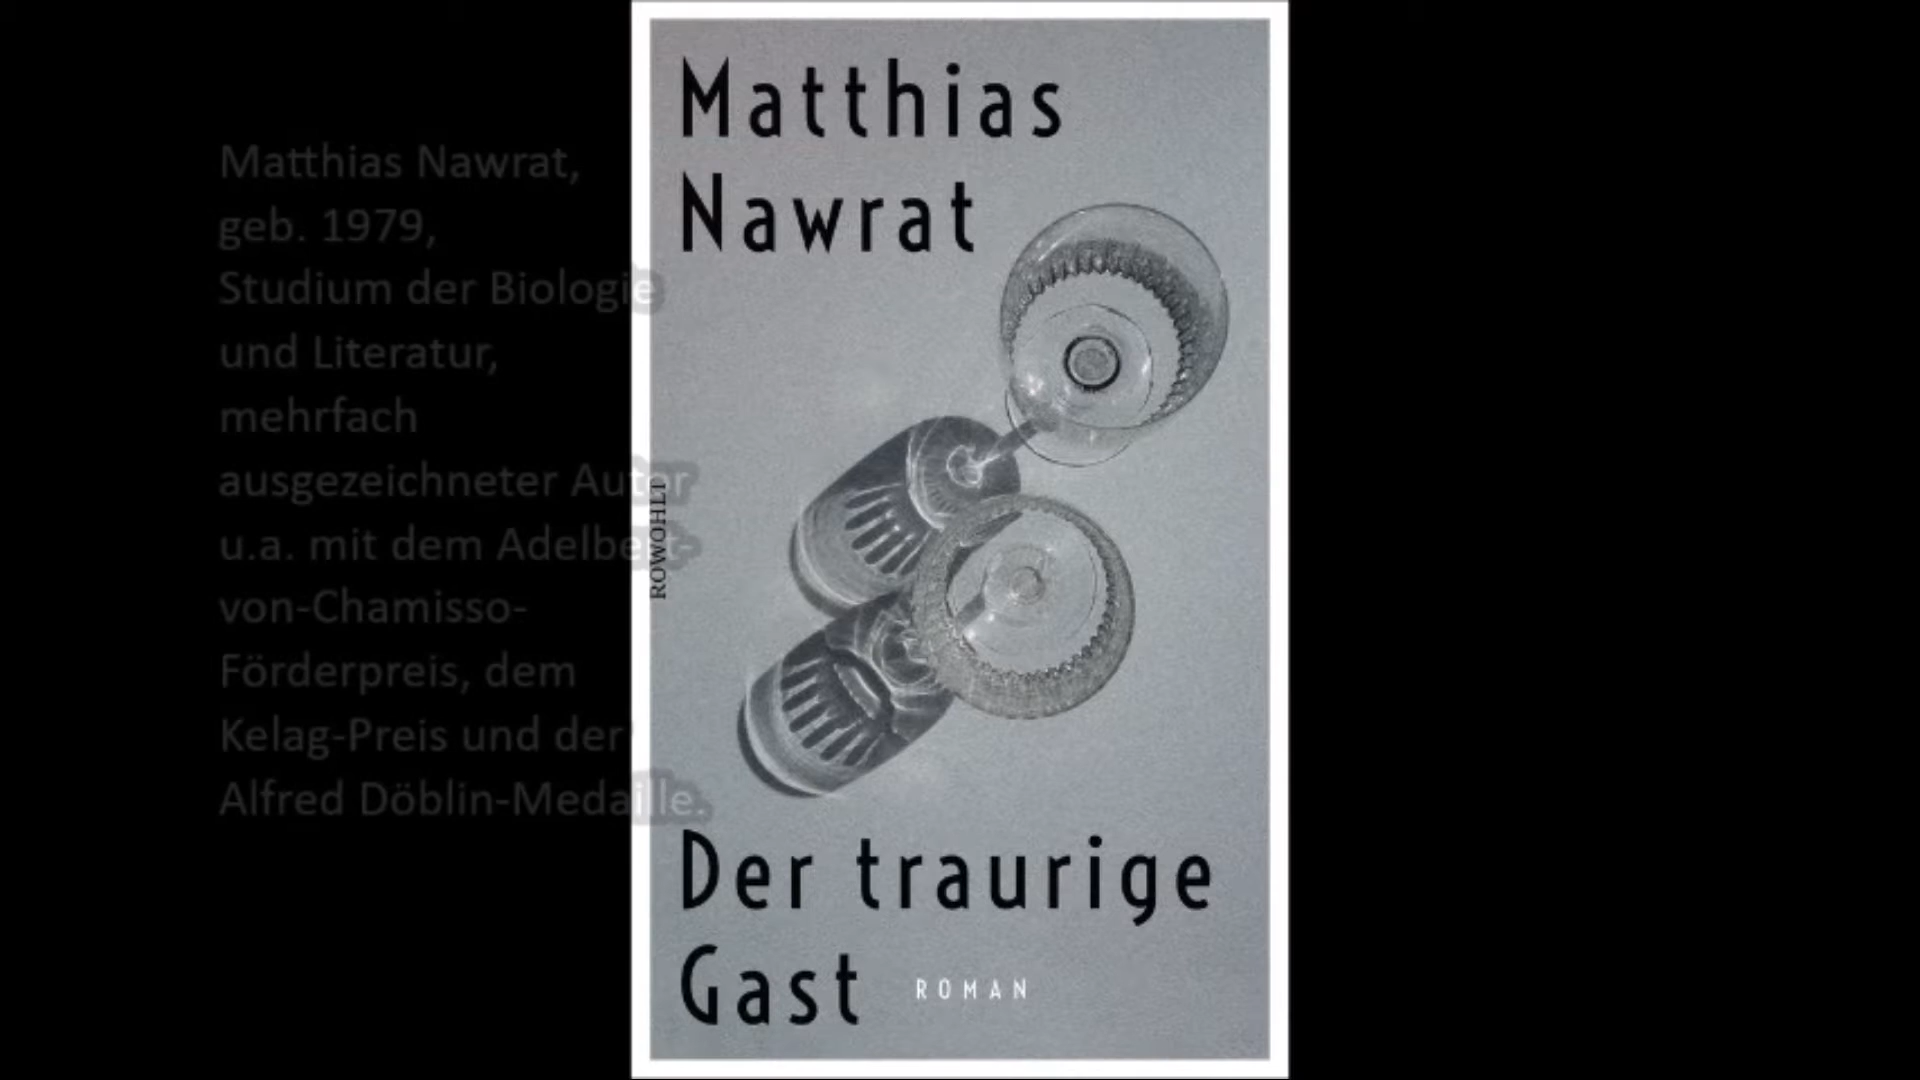 Matthias Nawrat,
geb. 1979,
Studium der Biologie
und Literatur,
mehrfach
ausgezeichneter Autor
u.a. mit dem Adelbert-
von-Chamisso-
Förderpreis, dem
Kelag-Preis und der
Alfred Döblin-Medaille.
Matthias
Nawrat
ROWOHLT
Der traurige
Gast
ROMAN